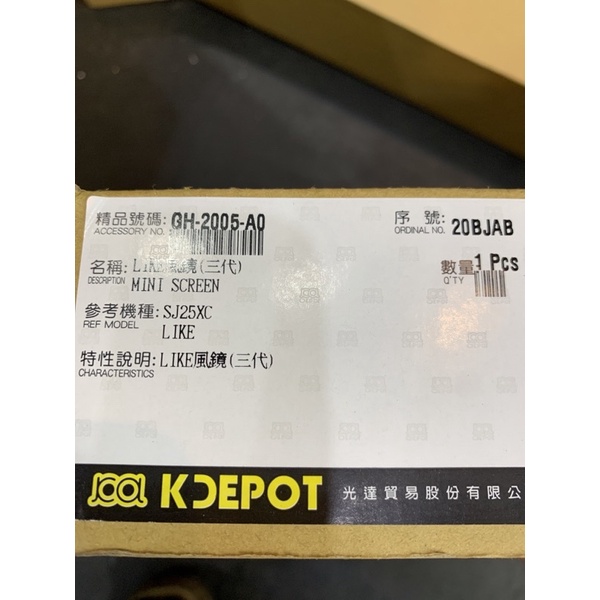 精品號碼: GH-2005-A0
ACCESSORY NO.
序 號: 20BJAB
ORDINAL NO.
名稱: LIKE風鏡(三代)
DESCRIPTION MINI SCREEN
數量: 1 Pcs
Q'TY
參考機種: SJ25XC
REF MODEL LIKE
特性說明: LIKE風鏡(三代)
CHARACTERISTICS
KDEPOT 光達貿易股份有限公